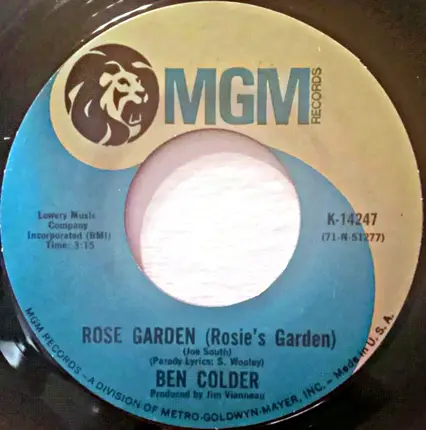 MGM
RECORDS
Lowery Music
Company
Incorporated (BMI)
Time: 3:15
K-14247
(71-N-51277)
ROSE GARDEN (Rosie's Garden)
(Joe South)
(Parody Lyrics: S. Wooley)
BEN COLDER
Produced by Jim Vienneau
MGM RECORDS – A DIVISION OF METRO-GOLDWYN-MAYER, INC. – Made in U. S. A.